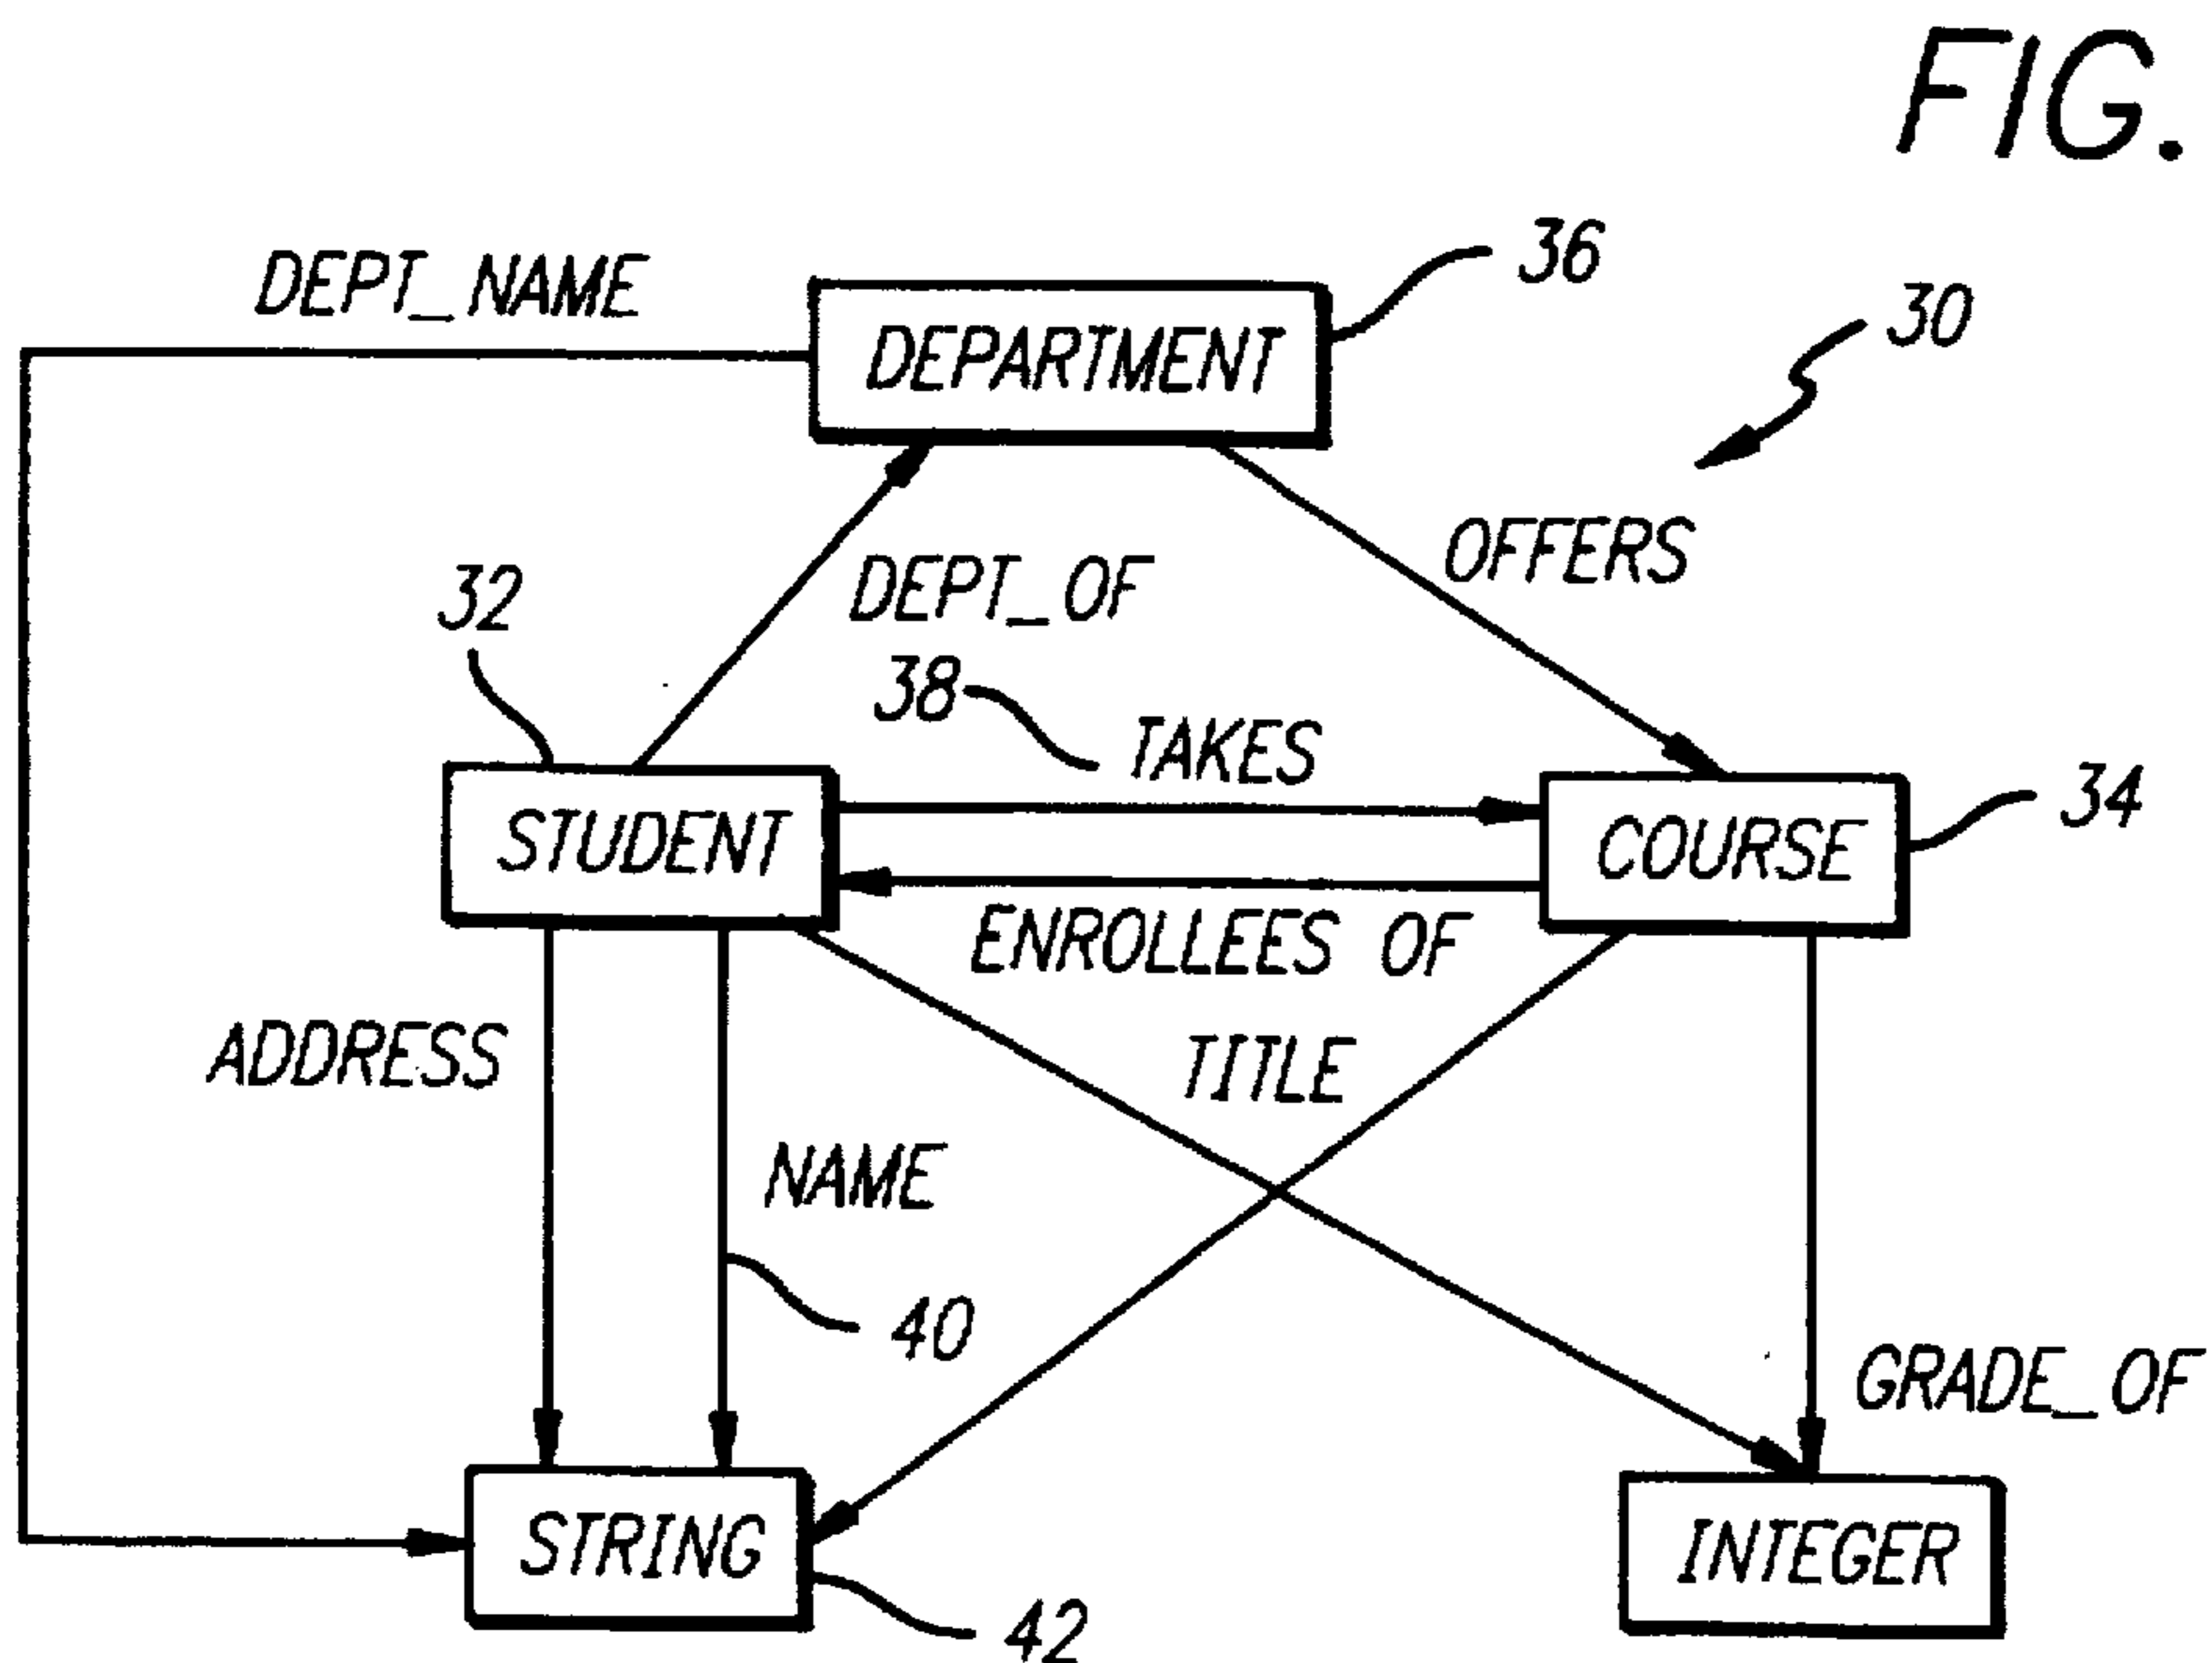 FIG.
36
DEPT_NAME
30
DEPARTMENT
OFFERS
DEPT_OF
32
38
TAKES
34
STUDENT
COURSE
ENROLLEES OF
ADDRESS
TITLE
NAME
40
GRADE_OF
STRING
INTEGER
42